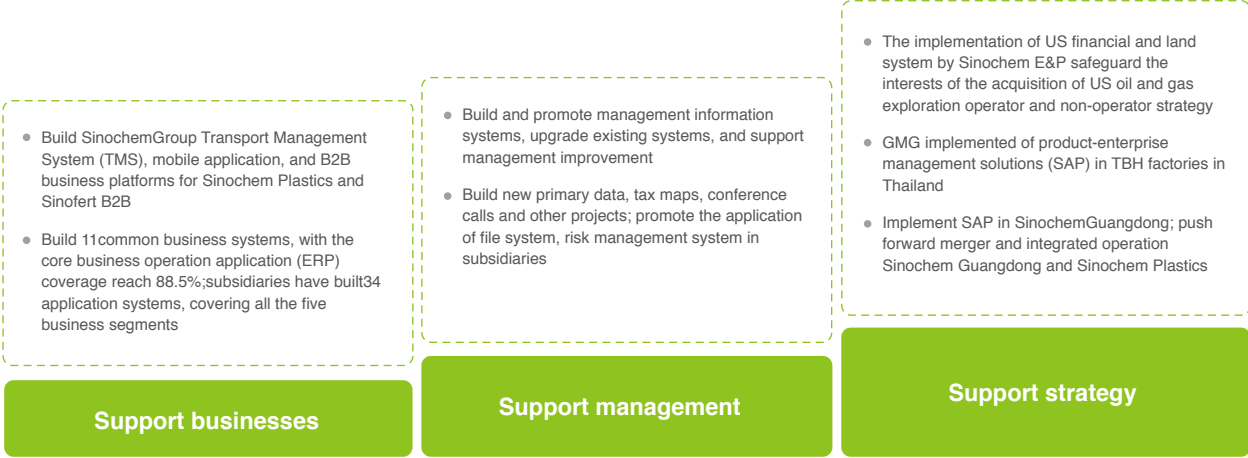 Build SinochemGroup Transport Management
System (TMS), mobile application, and B2B
business platforms for Sinochem Plastics and
Sinofert B2B
Build 11common business systems, with the
core business operation application (ERP)
coverage reach 88.5%;subsidiaries have built34
application systems, covering all the five
business segments
Support businesses
Build and promote management information
systems, upgrade existing systems, and support
management improvement
Build new primary data, tax maps, conference
calls and other projects; promote the application
of file system, risk management system in
subsidiaries
Support management
The implementation of US financial and land
system by Sinochem E&P safeguard the
interests of the acquisition of US oil and gas
exploration operator and non-operator strategy
GMG implemented of product-enterprise
management solutions (SAP) in TBH factories in
Thailand
Implement SAP in SinochemGuangdong; push
forward merger and integrated operation
Sinochem Guangdong and Sinochem Plastics
Support strategy